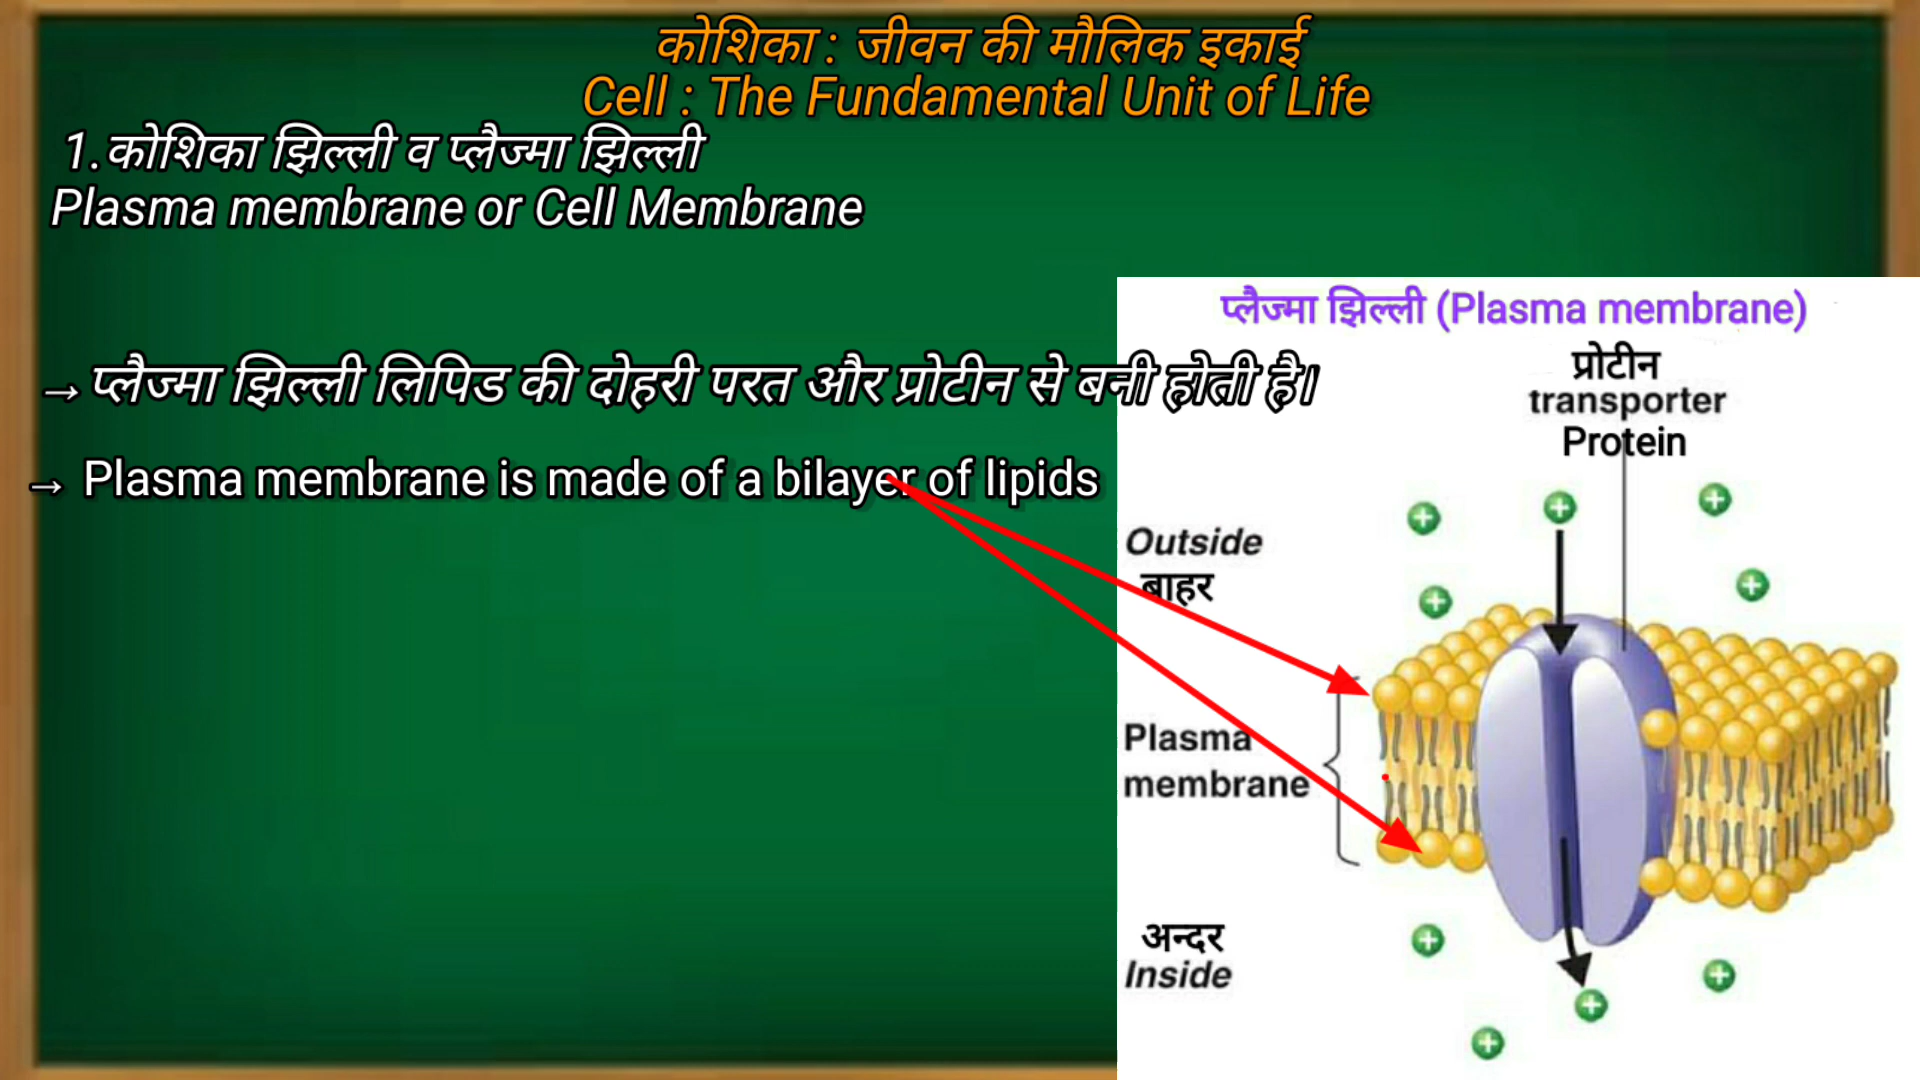 कोशिका : जीवन की मौलिक इकाई
Cell : The Fundamental Unit of Life
1. कोशिका झिल्ली व प्लैज्मा झिल्ली
Plasma membrane or Cell Membrane
→ प्लैज्मा झिल्ली लिपिड की दोहरी परत और प्रोटीन से बनी होती है।
→ Plasma membrane is made of a bilayer of lipids
प्लैज्मा झिल्ली (Plasma membrane)
प्रोटीन
transporter
Protein
Outside
बाहर
Plasma
membrane
अन्दर
Inside